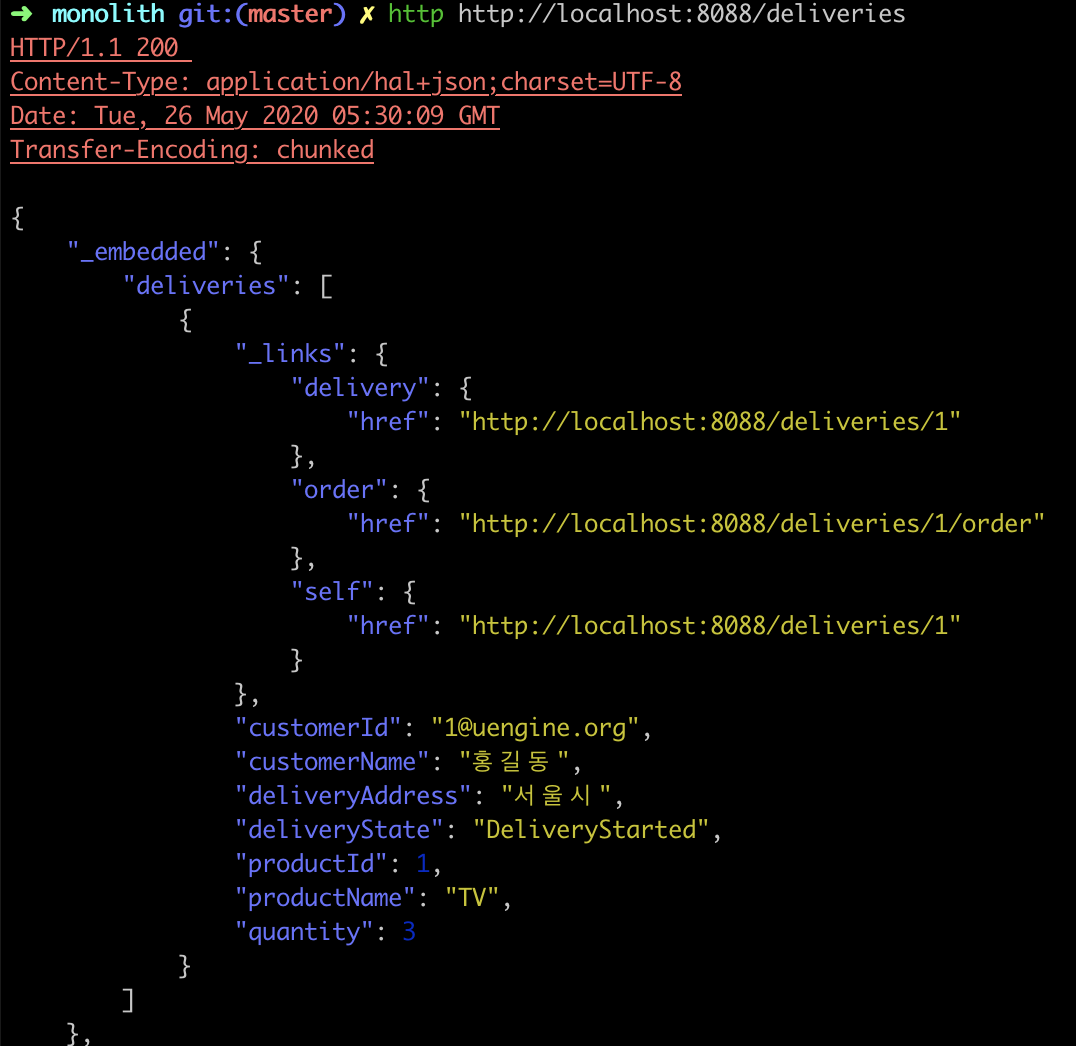 ➜  monolith git:(master) ✗ http http://localhost:8088/deliveries
HTTP/1.1 200
Content-Type: application/hal+json;charset=UTF-8
Date: Tue, 26 May 2020 05:30:09 GMT
Transfer-Encoding: chunked

{
    "_embedded": {
        "deliveries": [
            {
                "_links": {
                    "delivery": {
                        "href": "http://localhost:8088/deliveries/1"
                    },
                    "order": {
                        "href": "http://localhost:8088/deliveries/1/order"
                    },
                    "self": {
                        "href": "http://localhost:8088/deliveries/1"
                    }
                },
                "customerId": "1@uengine.org",
                "customerName": "홍길동",
                "deliveryAddress": "서울시",
                "deliveryState": "DeliveryStarted",
                "productId": 1,
                "productName": "TV",
                "quantity": 3
            }
        ]
    },